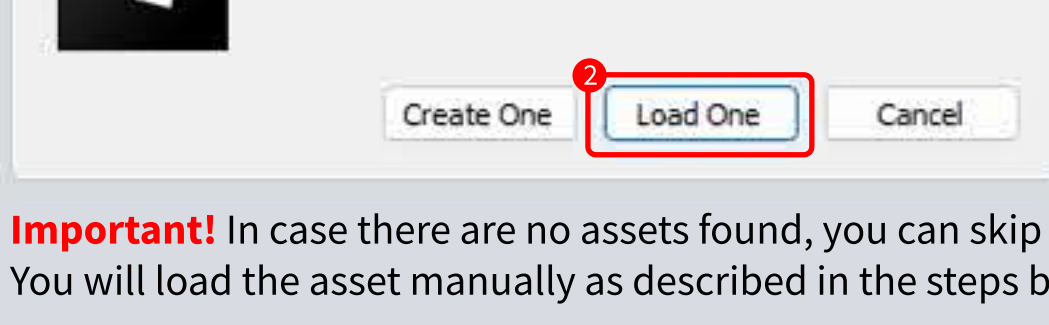 2
Create One Load One Cancel
Important! In case there are no assets found, you can skip
You will load the asset manually as described in the steps